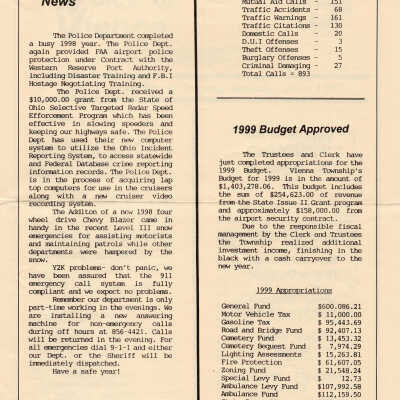 News
The Police Department completed
a busy 1998 year. The Police Dept.
again provided FAA airport police
protection under Contract with the
Western Reserve Port Authority,
including Disaster Training and F.B.I
Hostage Negotiating Training.
The Police Dept. received a
$10,000.00 grant from the State of
Ohio Selective Targeted Radar Speed
Efforcement Program which has been
effective in slowing speeders and
keeping our highways safe. The Police
Dept has used their new computer
system to utilize the Ohio Incident
Reporting System, to access statewide
and Federal Database crime reporting
information records. The Police Dept.
is in the process of acquiring lap
top computers for use in the cruisers
along with a new cruiser video
recording system.
The Additon of a new 1998 four
wheel drive Chevy Blazer came in
handy in the recent Level III snow
emergencies for assisting motorists
and maintaining patrols while other
departments were hampered by the
snow.
Y2K problems- don't panic, we
have been assured that the 911
emergency call system is fully
compliant and we expect no problems.
Remember our department is only
part-time working in the evenings. We
are installing a new answering
machine for non-emergency calls
during off hours at 856-4421. Calls
will be returned in the evening. For
all emergencies dial 9-1-1 and either
our Dept. or the Sheriff will be
immediately dispatched.
Have a safe year!
Mutual Aid Calls - 151
Traffic Accidents - 68
Traffic Warnings - 161
Traffic Citations - 130
Domestic Calls - 20
D.U.I Offenses - 3
Theft Offenses - 15
Burglary Offenses - 5
Criminal Damaging - 27
Total Calls = 893
1999 Budget Approved
The Trustees and Clerk have
just completed appropriations for the
1999 Budget. Vienna Township's
Budget for 1999 is in the amount of
$1,403,278.06. This budget includes
the sum of $254,623.00 of revenue
from the State Issue II Grant program
and approximately $158,000.00 from
the airport security contract.
Due to the responsible fiscal
management by the Clerk and Trustees
the Township realized additional
investment income, finishing in the
black with a cash carryover to the
new year.
1999 Appropriations
General Fund $600,086.21
Motor Vehicle Tax $ 11,000.00
Gasoline Tax $ 95,443.69
Road and Bridge Fund $ 92,407.13
Cemetery Fund $ 13,453.32
Cemetery Bequest Fund $ 7,974.29
Lighting Assessments $ 15,263.81
Fire Protection $ 61,607.05
Zoning Fund $ 21,548.24
Special Levy Fund $ 12.73
Ambulance Levy Fund $107,992.58
Ambulance Fund $112,159.50